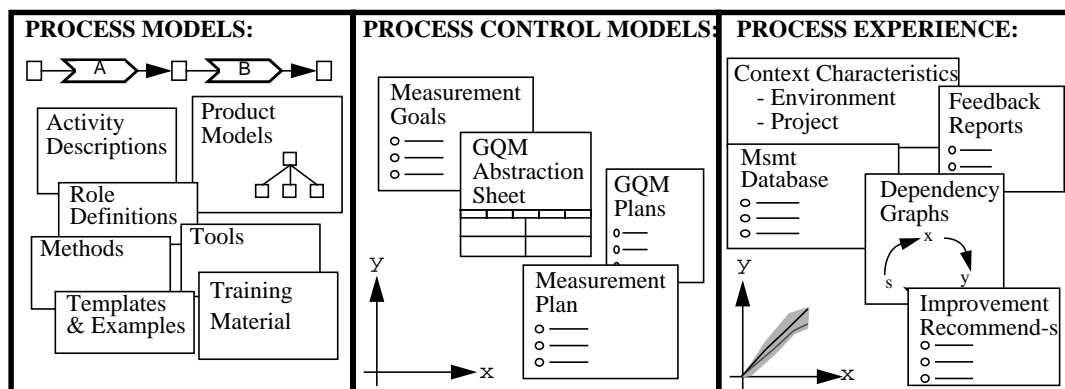 PROCESS MODELS:
A
B
Activity
Descriptions
Product
Models
Role
Definitions
Methods
Tools
Templates
& Examples
Training
Material
PROCESS CONTROL MODELS:
Measurement
Goals
GQM
Abstraction
Sheet
GQM
Plans
Measurement
Plan
y
x
PROCESS EXPERIENCE:
Context Characteristics
- Environment
- Project
Feedback
Reports
Msmt
Database
Dependency
Graphs
x
s
y
Improvement
Recommend-s
y
x